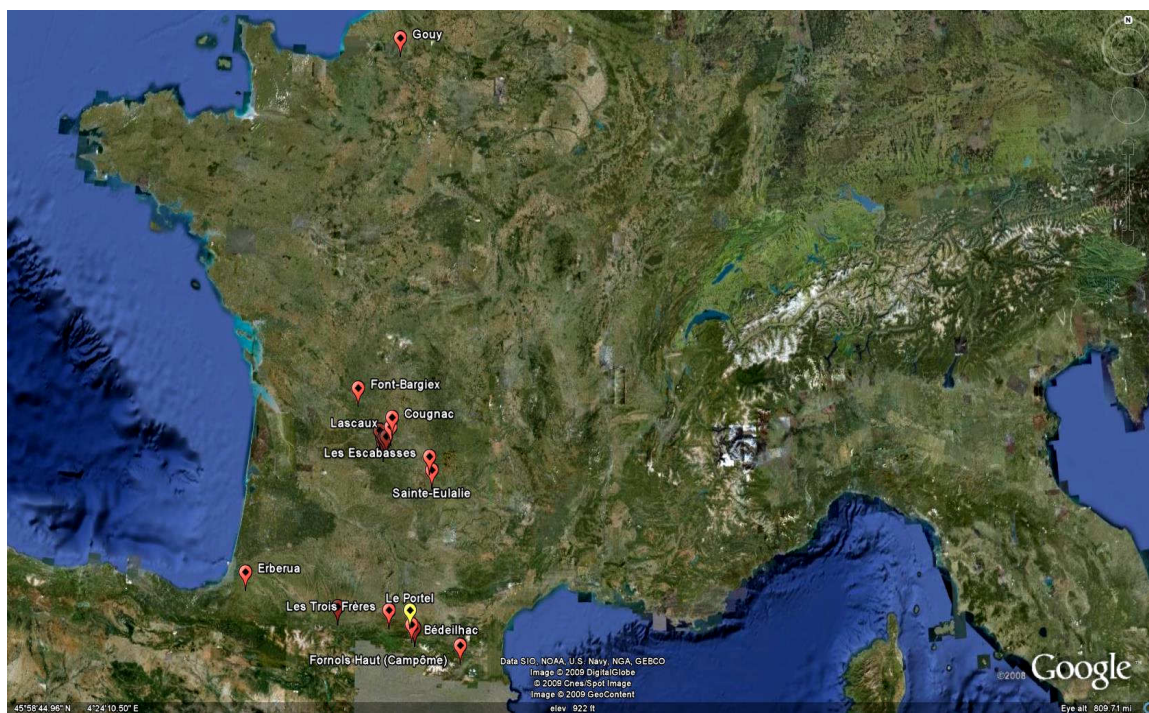 N
Gouy
Font-Bargiex
Cougnac
Lascaux
Les Escabasses
Sainte-Eulalie
Erberua
Le Portel
Les Trois Frères
Bédeilhac
Fornols Haut (Campôme)
Data SIO, NOAA, U.S. Navy, NGA, GEBCO
Image © 2009 DigitalGlobe
© 2009 Cnes/Spot Image
Image © 2009 GeoContent
©2008 Google™
45°58'44.96" N 4°24'10.50" E elev 922 ft Eye alt 809.71 mi